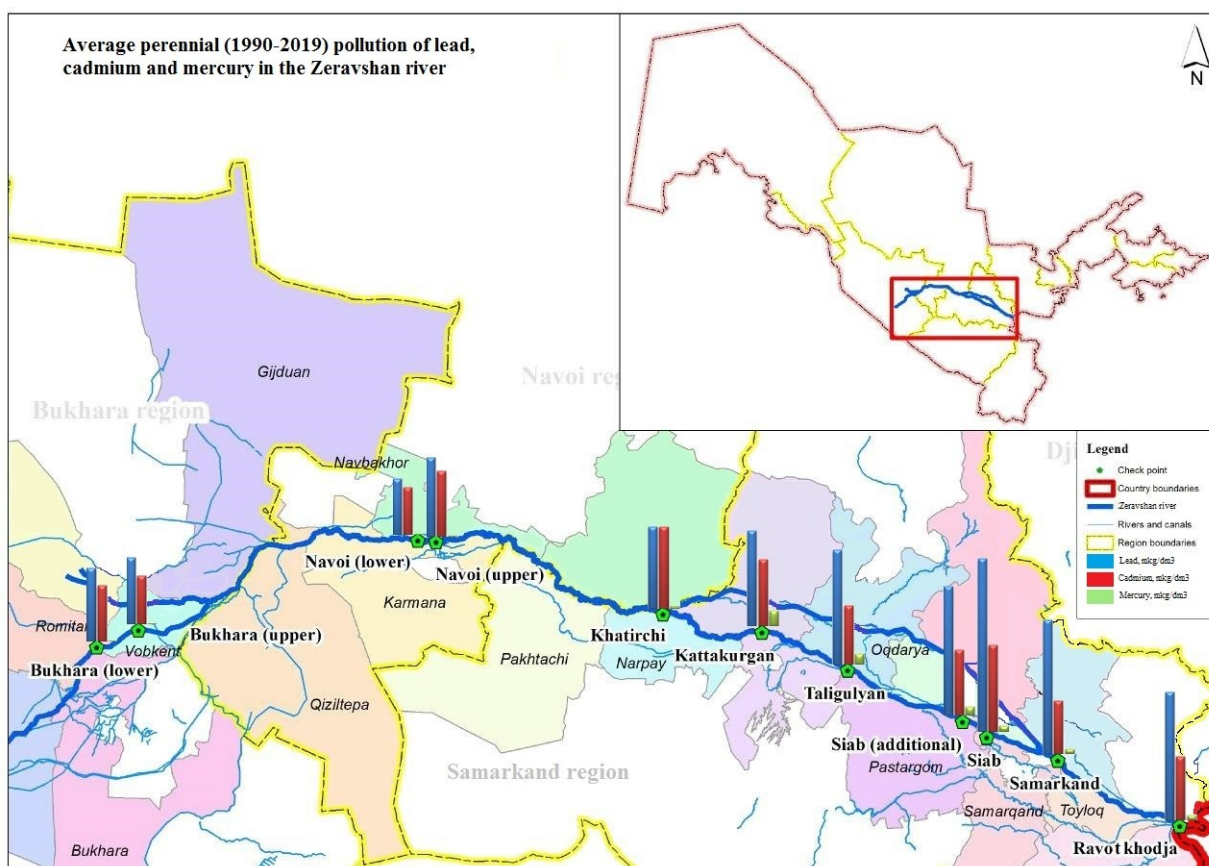 Average perennial (1990-2019) pollution of lead,
cadmium and mercury in the Zeravshan river
N
Gijduan
Navoi reg
Bukhara region
Navbakhor
Legend
Check point
Country boundaries
Zeravshan river
Rivers and canals
Region boundaries
Lead, mkg/dm3
Cadmium, mkg/dm3
Mercury, mkg/dm3
Navoi (lower)
Navoi (upper)
Karmana
Bukhara (upper)
Romitan
Vobkent
Bukhara (lower)
Khatirchi
Kattakurgan
Pakhtachi
Narpay
Oqdarya
Taligulyan
Qiziltepa
Siab (additional)
Siab
Pastargom
Samarkand
Samarkand region
Samarqand
Toyloq
Bukhara
Ravot khodja